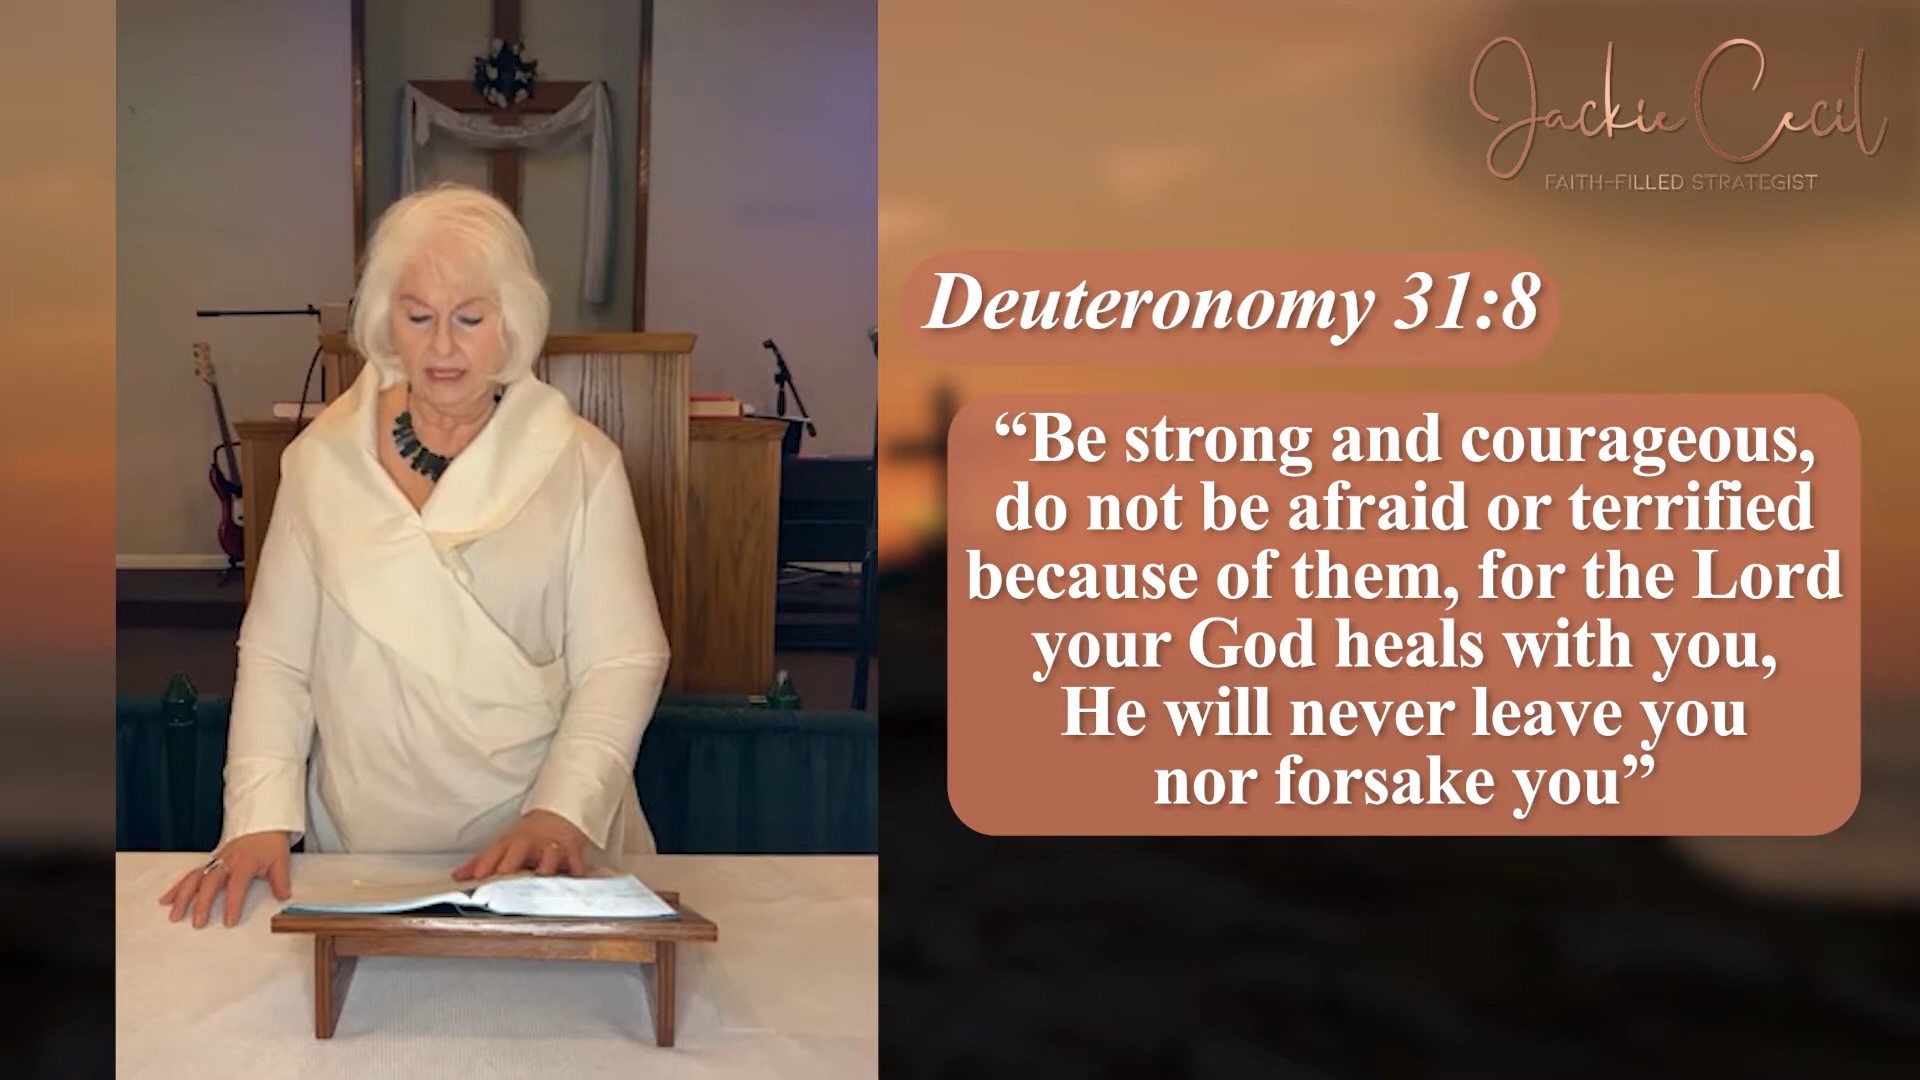 Jackie Cecil
FAITH-FILLED STRATEGIST
Deuteronomy 31:8
“Be strong and courageous,
do not be afraid or terrified
because of them, for the Lord
your God heals with you,
He will never leave you
nor forsake you”